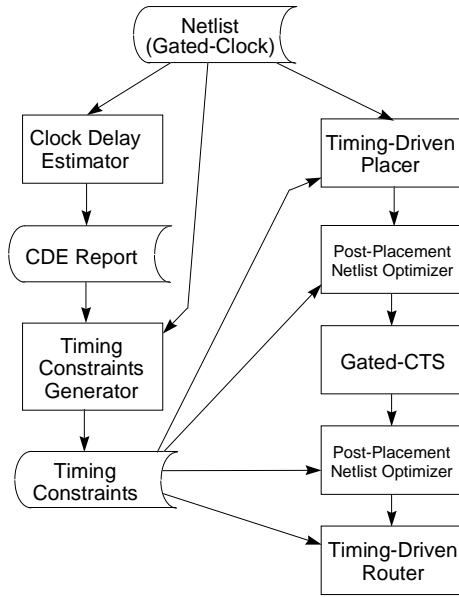 Netlist
(Gated-Clock)
Clock Delay
Estimator
CDE Report
Timing
Constraints
Generator
Timing
Constraints
Timing-Driven
Placer
Post-Placement
Netlist Optimizer
Gated-CTS
Post-Placement
Netlist Optimizer
Timing-Driven
Router